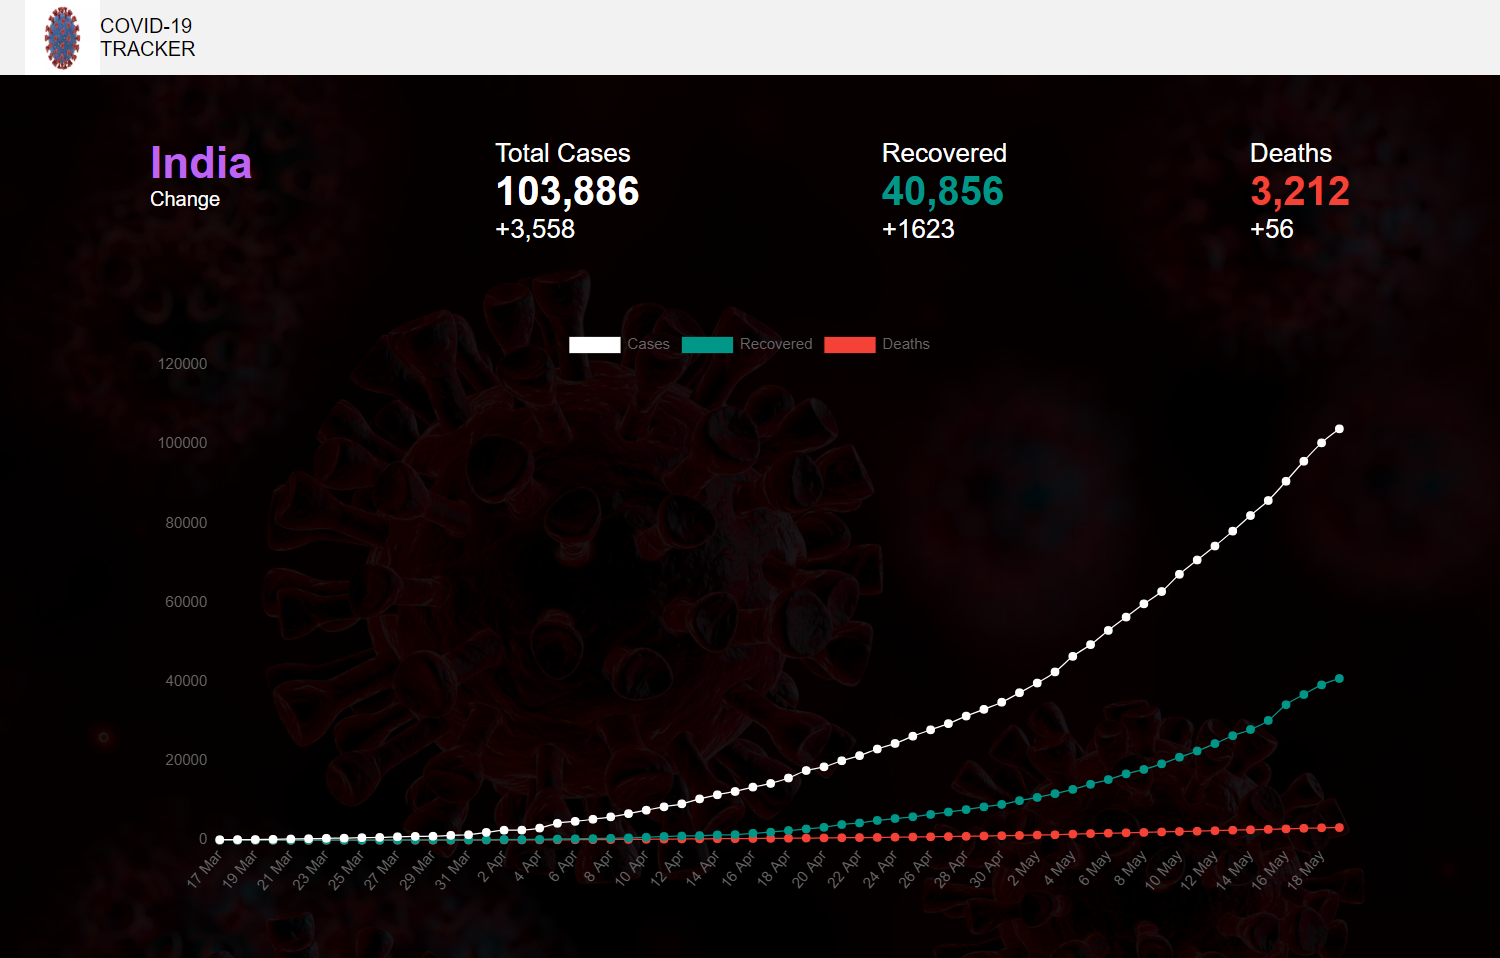 COVID-19
TRACKER
India
Change
Total Cases
103,886
+3,558
Recovered
40,856
+1623
Deaths
3,212
+56
Cases Recovered Deaths
120000
100000
80000
60000
40000
20000
0
17 Mar 19 Mar 21 Mar 23 Mar 25 Mar 27 Mar 29 Mar 31 Mar 2 Apr 4 Apr 6 Apr 8 Apr 10 Apr 12 Apr 14 Apr 16 Apr 18 Apr 20 Apr 22 Apr 24 Apr 26 Apr 28 Apr 30 Apr 2 May 4 May 6 May 8 May 10 May 12 May 14 May 16 May 18 May